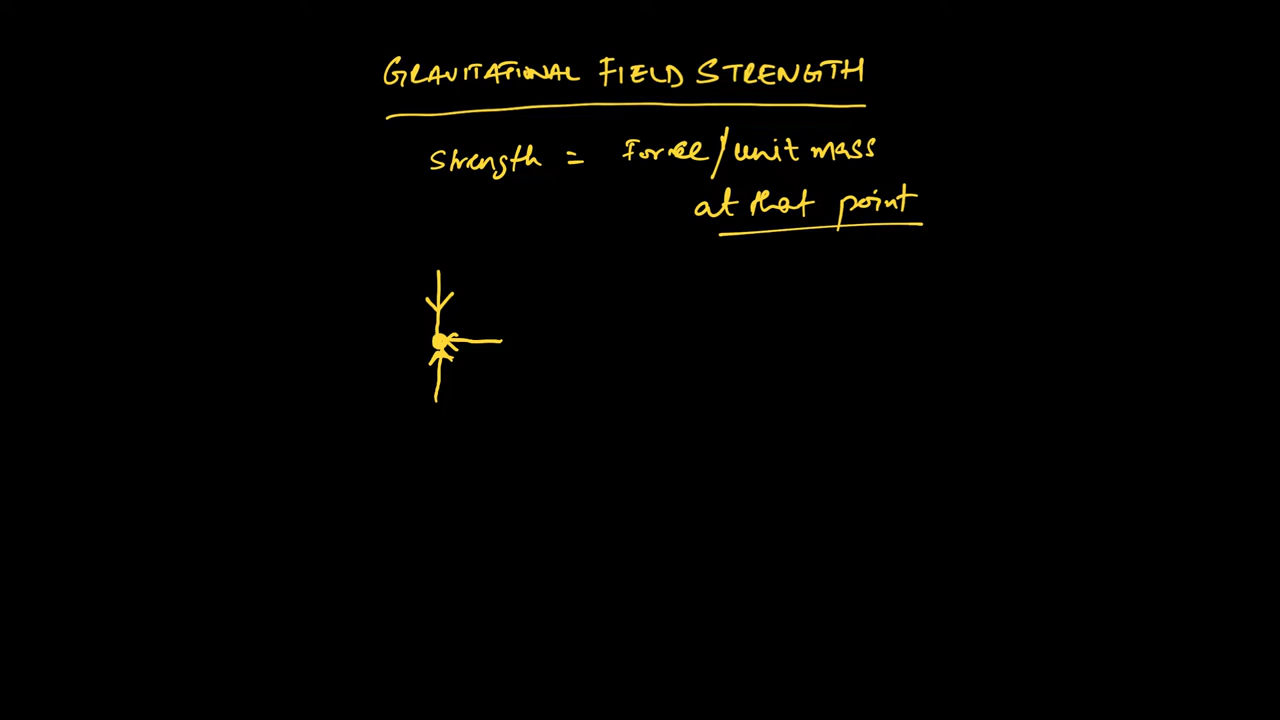 GRAVITATIONAL FIELD STRENGTH
Strength = Force/unit mass
at that point